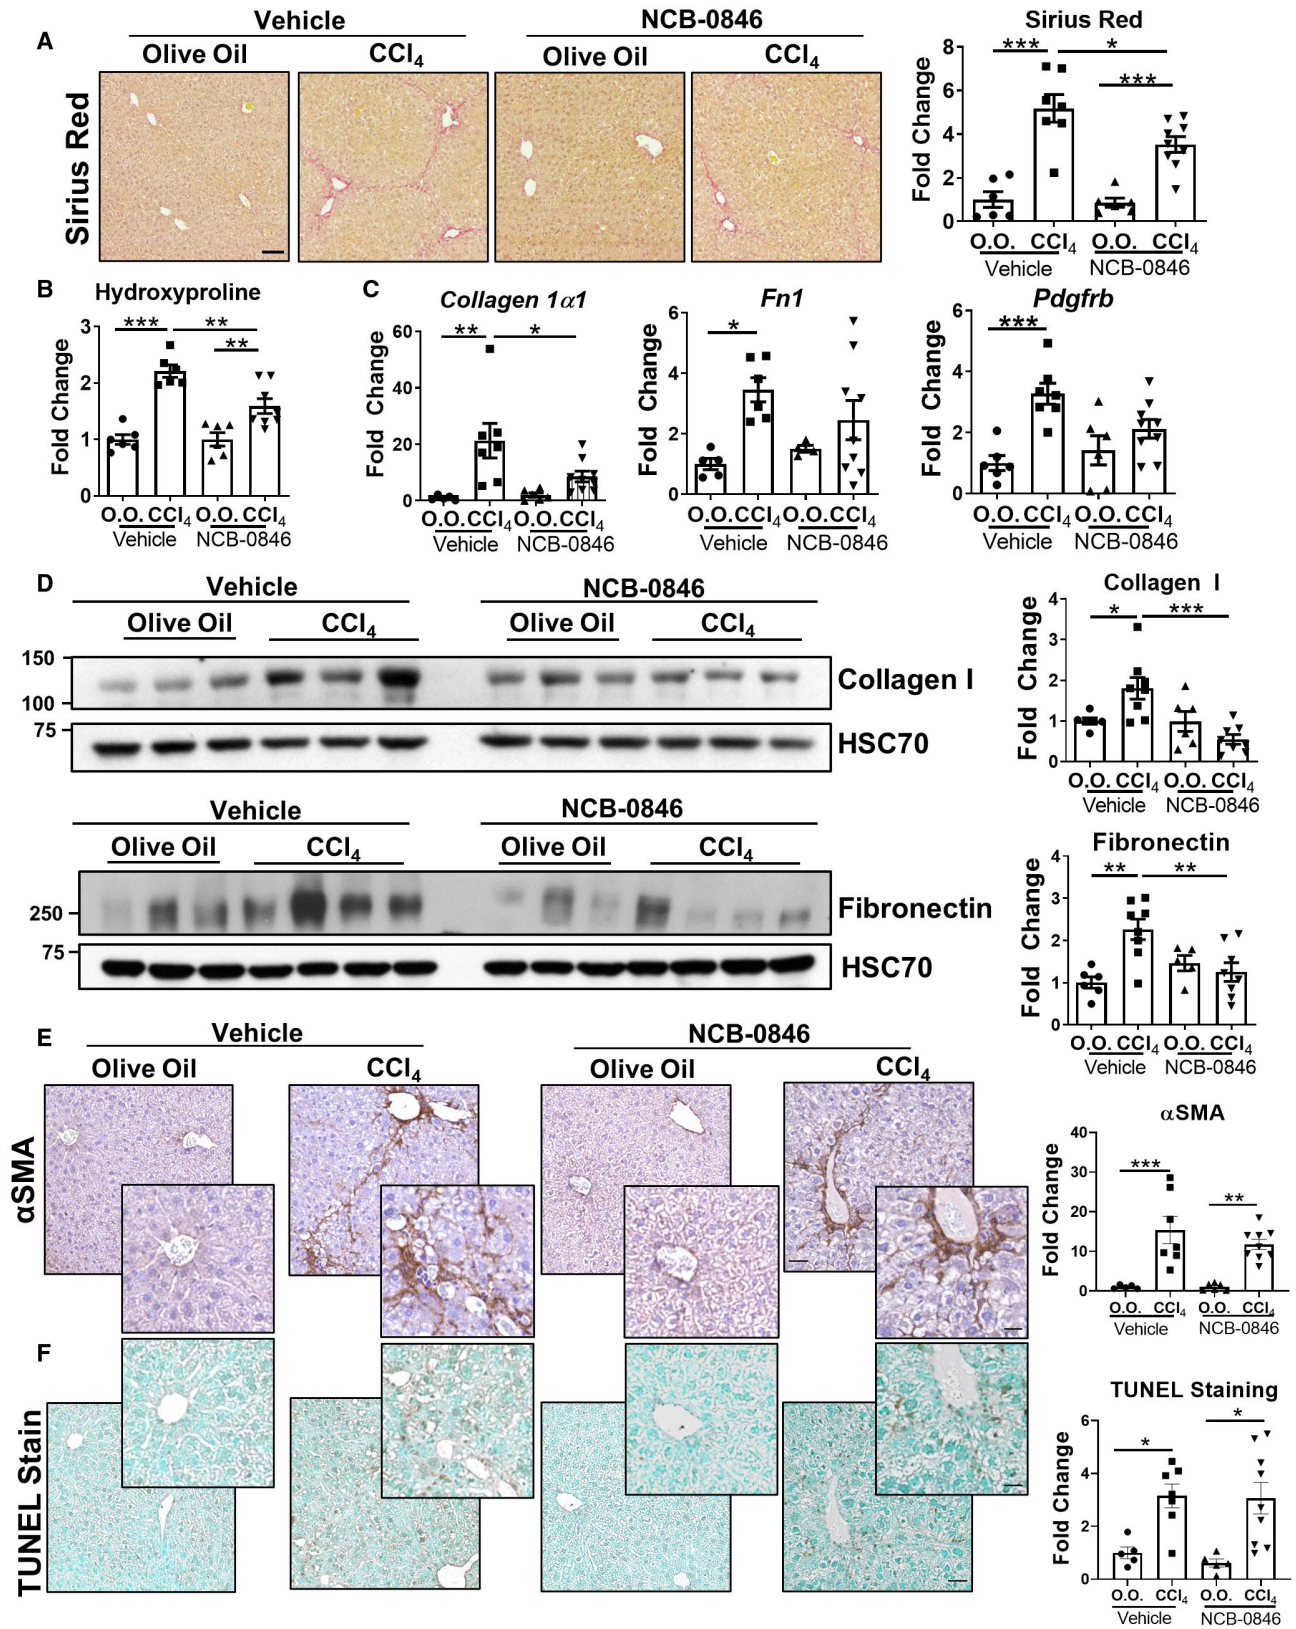 A
Vehicle
NCB-0846
Olive Oil
CCl4
Olive Oil
CCl4
Sirius Red
Sirius Red
Fold Change
8
6
4
2
0
***
*
***
O.O. CCl4
O.O. CCl4
Vehicle
NCB-0846
B
Hydroxyproline
Fold Change
3
2
1
0
***
**
**
O.O. CCl4 O.O. CCl4
Vehicle
NCB-0846
C
Collagen 1α1
Fold Change
60
40
20
0
**
*
O.O. CCl4 O.O. CCl4
Vehicle
NCB-0846
Fn1
Fold Change
6
4
2
0
*
O.O. CCl4 O.O. CCl4
Vehicle
NCB-0846
Pdgfrb
Fold Change
6
4
2
0
***
O.O. CCl4 O.O. CCl4
Vehicle
NCB-0846
D
Vehicle
NCB-0846
Olive Oil
CCl4
Olive Oil
CCl4
150
100
Collagen I
75
HSC70
Collagen I
Fold Change
4
3
2
1
0
*
***
O.O. CCl4 O.O. CCl4
Vehicle
NCB-0846
Vehicle
NCB-0846
Olive Oil
CCl4
Olive Oil
CCl4
250
Fibronectin
75
HSC70
Fibronectin
Fold Change
4
3
2
1
0
**
**
O.O. CCl4 O.O. CCl4
Vehicle
NCB-0846
E
Vehicle
NCB-0846
Olive Oil
CCl4
Olive Oil
CCl4
αSMA
αSMA
Fold Change
40
30
20
10
0
***
**
O.O. CCl4 O.O. CCl4
Vehicle
NCB-0846
F
TUNEL Stain
TUNEL Staining
Fold Change
6
4
2
0
*
*
O.O. CCl4 O.O. CCl4
Vehicle
NCB-0846